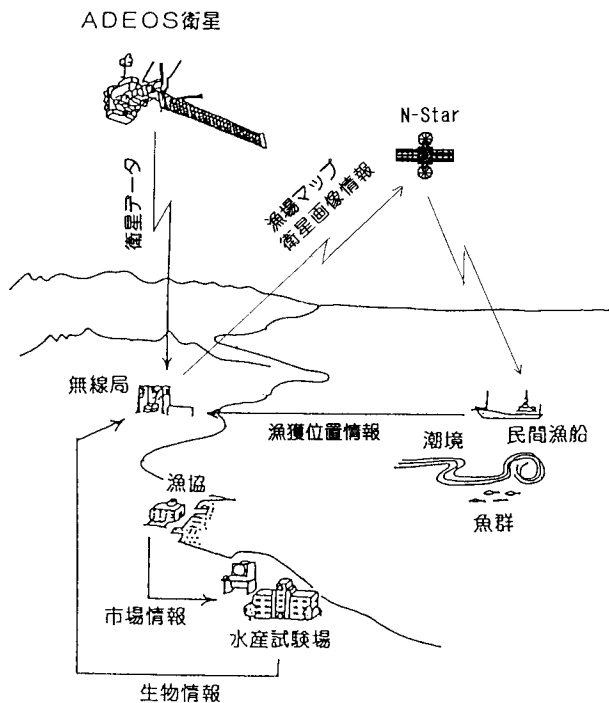 ADEOS衛星
N-Star
衛星データ
漁場マップ
衛星画像情報
無線局
漁獲位置情報
民間漁船
潮境
魚群
漁協
市場情報
水産試験場
生物情報